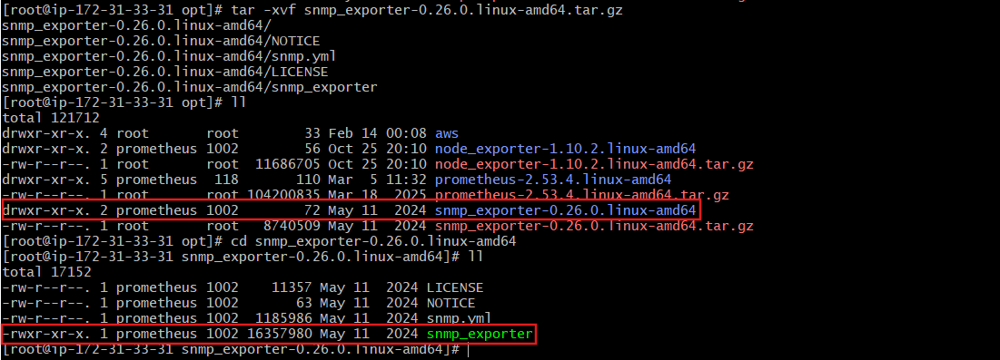 [root@ip-172-31-33-31 opt]# tar -xvf snmp_exporter-0.26.0.linux-amd64.tar.gz
snmp_exporter-0.26.0.linux-amd64/
snmp_exporter-0.26.0.linux-amd64/NOTICE
snmp_exporter-0.26.0.linux-amd64/snmp.yml
snmp_exporter-0.26.0.linux-amd64/LICENSE
snmp_exporter-0.26.0.linux-amd64/snmp_exporter
[root@ip-172-31-33-31 opt]# ll
total 121712
drwxr-xr-x. 4 root       root        33 Feb 14 00:08 aws
drwxr-xr-x. 2 prometheus 1002        56 Oct 25 20:10 node_exporter-1.10.2.linux-amd64
-rw-r--r--. 1 root       root  11686705 Oct 25 20:10 node_exporter-1.10.2.linux-amd64.tar.gz
drwxr-xr-x. 5 prometheus  118       110 Mar  5 11:32 prometheus-2.53.4.linux-amd64
-rw-r--r--. 1 root       root 104200835 Mar 18  2025 prometheus-2.53.4.linux-amd64.tar.gz
drwxr-xr-x. 2 prometheus 1002        72 May 11  2024 snmp_exporter-0.26.0.linux-amd64
-rw-r--r--. 1 root       root   8740509 May 11  2024 snmp_exporter-0.26.0.linux-amd64.tar.gz
[root@ip-172-31-33-31 opt]# cd snmp_exporter-0.26.0.linux-amd64
[root@ip-172-31-33-31 snmp_exporter-0.26.0.linux-amd64]# ll
total 17152
-rw-r--r--. 1 prometheus 1002    11357 May 11  2024 LICENSE
-rw-r--r--. 1 prometheus 1002       63 May 11  2024 NOTICE
-rw-r--r--. 1 prometheus 1002  1185986 May 11  2024 snmp.yml
-rwxr-xr-x. 1 prometheus 1002 16357980 May 11  2024 snmp_exporter
[root@ip-172-31-33-31 snmp_exporter-0.26.0.linux-amd64]#